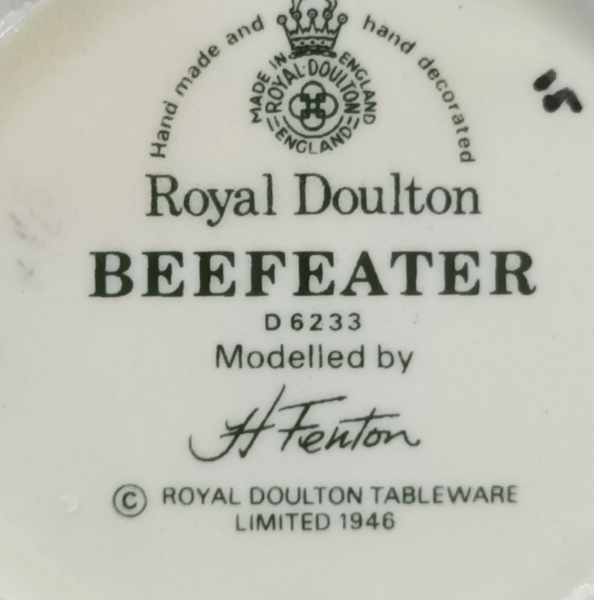 Hand made and hand decorated
MADE IN ENGLAND
ROYAL·DOULTON
ENGLAND
Royal Doulton
BEEFEATER
D 6233
Modelled by
H Fenton
© ROYAL DOULTON TABLEWARE
LIMITED 1946